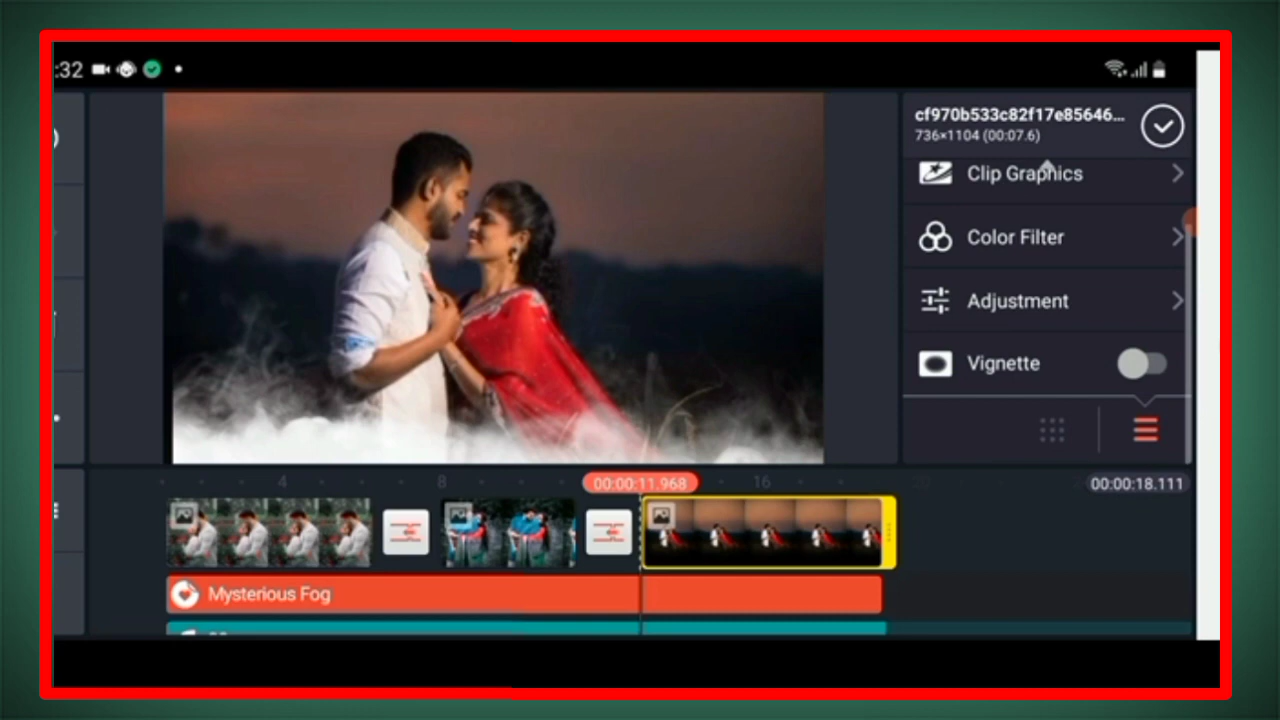 :32
cf970b533c82f17e85646...
736×1104 (00:07.6)
Clip Graphics
Color Filter
Adjustment
Vignette
4
8
00:00:11.968
16
20
00:00:18.111
Mysterious Fog